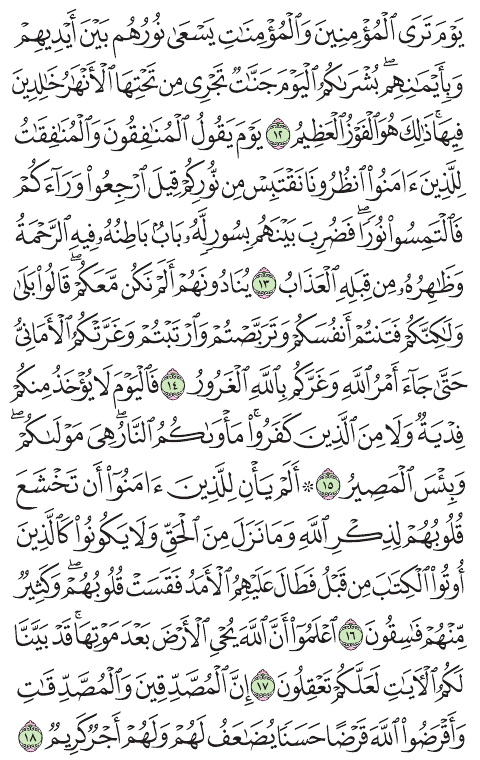 يَوْمَ تَرَى ٱلْمُؤْمِنِينَ وَٱلْمُؤْمِنَٰتِ يَسْعَىٰ نُورُهُم بَيْنَ أَيْدِيهِمْ
وَبِأَيْمَٰنِهِمۖ بُشْرَىٰكُمُ ٱلْيَوْمَ جَنَّٰتٌ تَجْرِى مِن تَحْتِهَا ٱلْأَنْهَٰرُ خَٰلِدِينَ
فِيهَاۚ ذَٰلِكَ هُوَ ٱلْفَوْزُ ٱلْعَظِيمُ ١٢ يَوْمَ يَقُولُ ٱلْمُنَٰفِقُونَ وَٱلْمُنَٰفِقَٰتُ
لِلَّذِينَ ءَامَنُوا۟ ٱنظُرُونَا نَقْتَبِسْ مِن نُّورِكُمْ قِيلَ ٱرْجِعُوا۟ وَرَآءَكُمْ
فَٱلْتَمِسُوا۟ نُورًاۖ فَضُرِبَ بَيْنَهُم بِسُورٍ لَّهُۥ بَابٌۢ بَاطِنُهُۥ فِيهِ ٱلرَّحْمَةُ
وَظَٰهِرُهُۥ مِن قِبَلِهِ ٱلْعَذَابُ ١٣ يُنَادُونَهُمْ أَلَمْ نَكُن مَّعَكُمْۖ قَالُوا۟ بَلَىٰ
وَلَٰكِنَّكُمْ فَتَنتُمْ أَنفُسَكُمْ وَتَرَبَّصْتُمْ وَٱرْتَبْتُمْ وَغَرَّتْكُمُ ٱلْأَمَانِىُّ
حَتَّىٰ جَآءَ أَمْرُ ٱللَّهِ وَغَرَّكُم بِٱللَّهِ ٱلْغَرُورُ ١٤ فَٱلْيَوْمَ لَا يُؤْخَذُ مِنكُمْ
فِدْيَةٌ وَلَا مِنَ ٱلَّذِينَ كَفَرُوا۟ۚ مَأْوَىٰكُمُ ٱلنَّارُۖ هِىَ مَوْلَىٰكُمْۖ
وَبِئْسَ ٱلْمَصِيرُ ١٥ ۞ أَلَمْ يَأْنِ لِلَّذِينَ ءَامَنُوٓا۟ أَن تَخْشَعَ
قُلُوبُهُمْ لِذِكْرِ ٱللَّهِ وَمَا نَزَلَ مِنَ ٱلْحَقِّ وَلَا يَكُونُوا۟ كَٱلَّذِينَ
أُوتُوا۟ ٱلْكِتَٰبَ مِن قَبْلُ فَطَالَ عَلَيْهِمُ ٱلْأَمَدُ فَقَسَتْ قُلُوبُهُمْۖ وَكَثِيرٌ
مِّنْهُمْ فَٰسِقُونَ ١٦ ٱعْلَمُوٓا۟ أَنَّ ٱللَّهَ يُحْىِ ٱلْأَرْضَ بَعْدَ مَوْتِهَاۚ قَدْ بَيَّنَّا
لَكُمُ ٱلْءَايَٰتِ لَعَلَّكُمْ تَعْقِلُونَ ١٧ إِنَّ ٱلْمُصَّدِّقِينَ وَٱلْمُصَّدِّقَٰتِ
وَأَقْرَضُوا۟ ٱللَّهَ قَرْضًا حَسَنًا يُضَٰعَفُ لَهُمْ وَلَهُمْ أَجْرٌ كَرِيمٌ ١٨